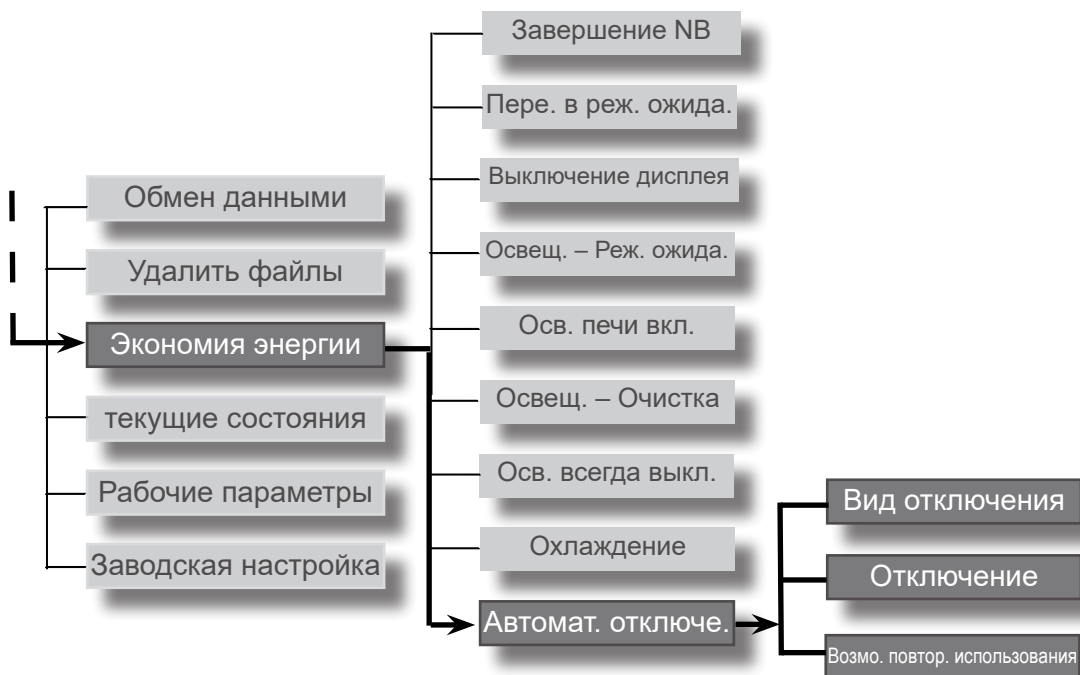 Обмен данными
Удалить файлы
Экономия энергии
текущие состояния
Рабочие параметры
Заводская настройка
Завершение NB
Пере. в реж. ожида.
Выключение дисплея
Освещ. – Реж. ожида.
Осв. печи вкл.
Освещ. – Очистка
Осв. всегда выкл.
Охлаждение
Автомат. отключе.
Вид отключения
Отключение
Возмо. повтор. использования